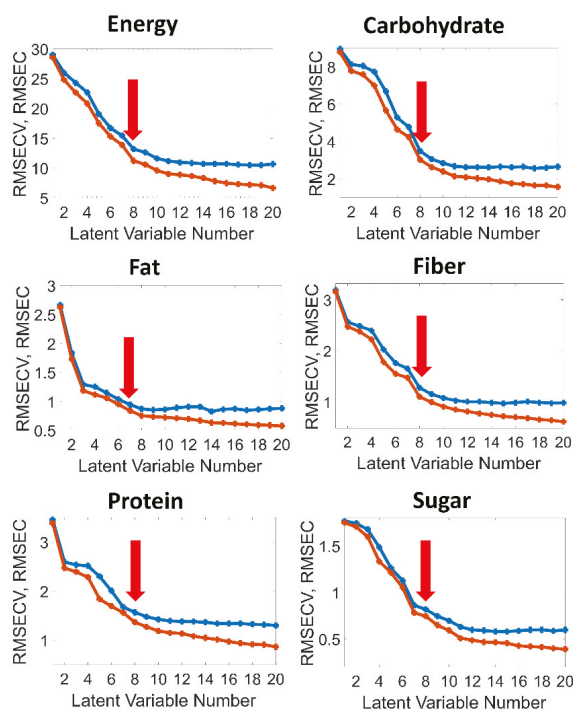 Energy
RMSECV, RMSEC
30
25
20
15
10
5
2 4 6 8 10 12 14 16 18 20
Latent Variable Number
Carbohydrate
RMSECV, RMSEC
8
6
4
2
2 4 6 8 10 12 14 16 18 20
Latent Variable Number
Fat
RMSECV, RMSEC
3
2.5
2
1.5
1
0.5
2 4 6 8 10 12 14 16 18 20
Latent Variable Number
Fiber
RMSECV, RMSEC
3
2
1
2 4 6 8 10 12 14 16 18 20
Latent Variable Number
Protein
RMSECV, RMSEC
3
2
1
2 4 6 8 10 12 14 16 18 20
Latent Variable Number
Sugar
RMSECV, RMSEC
1.5
1
0.5
2 4 6 8 10 12 14 16 18 20
Latent Variable Number